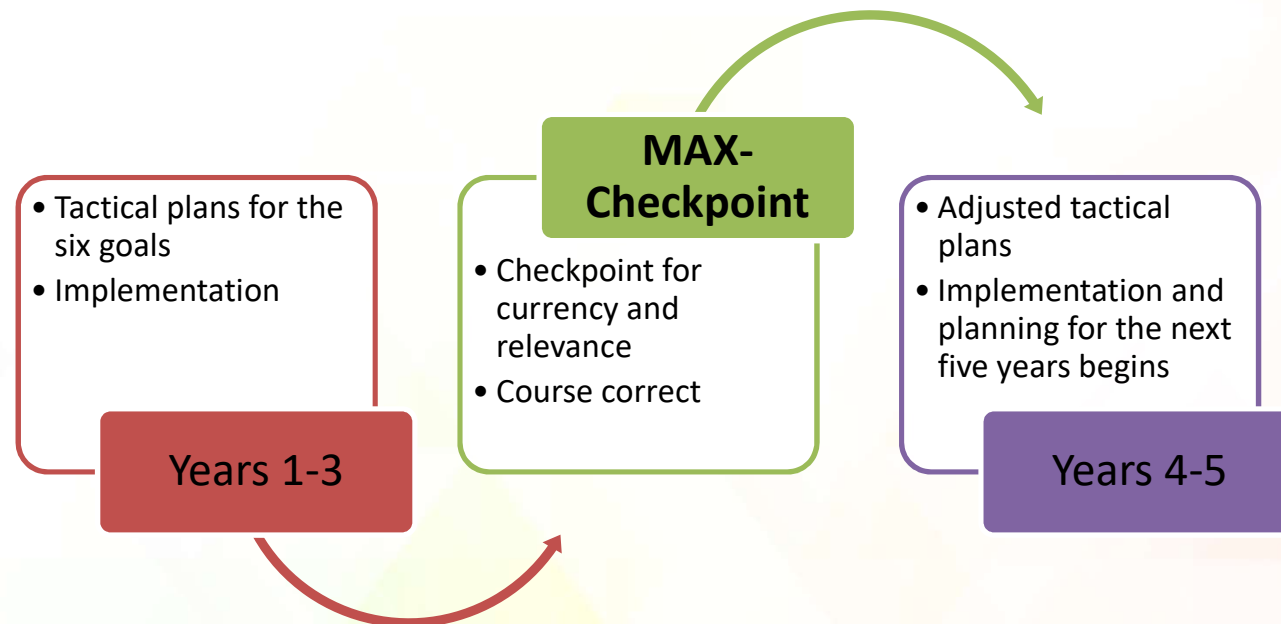 • Tactical plans for the
six goals
• Implementation
Years 1-3
MAX-
Checkpoint
• Checkpoint for
currency and
relevance
• Course correct
• Adjusted tactical
plans
• Implementation and
planning for the next
five years begins
Years 4-5